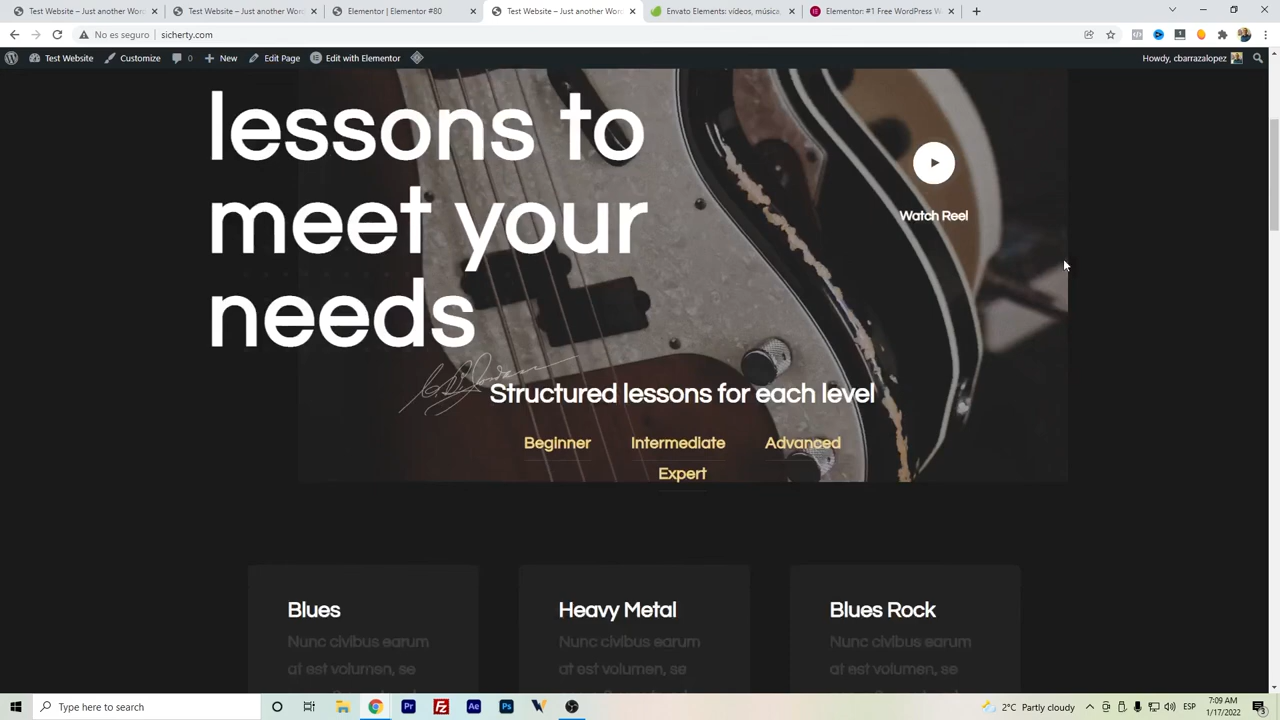 Test Website – Just another Word
Test Website – Just another Word
Elementor | Elementor #80
Test Website – Just another Word
Envato Elements: vídeos, música,
Elementor: #1 Free WordPress W
No es seguro
sicherty.com
Test Website
Customize
0
New
Edit Page
Edit with Elementor
Howdy, cbarrazalopez
lessons to
meet your
needs
Watch Reel
Structured lessons for each level
Beginner
Intermediate
Advanced
Expert
Blues
Nunc civibus earum
at est volumen, se
Heavy Metal
Nunc civibus earum
at est volumen, se
Blues Rock
Nunc civibus earum
at est volumen, se
Type here to search
2°C Partly cloudy
ESP
7:09 AM
1/17/2022